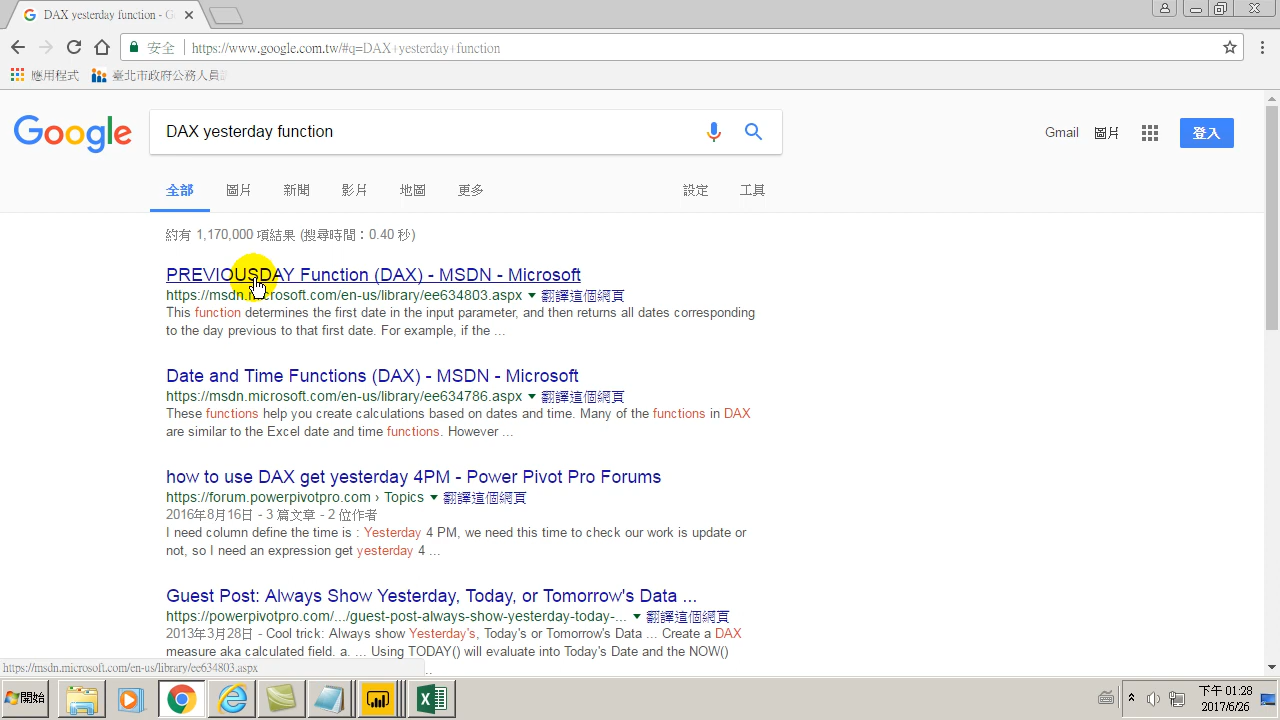 DAX yesterday function - G
安全 https://www.google.com.tw/#q=DAX+yesterday+function
應用程式 臺北市政府公務人員
Google DAX yesterday function Gmail 圖片 登入
全部 圖片 新聞 影片 地圖 更多 設定 工具
約有 1,170,000 項結果 (搜尋時間：0.40 秒)
PREVIOUSDAY Function (DAX) - MSDN - Microsoft
https://msdn.microsoft.com/en-us/library/ee634803.aspx 翻譯這個網頁
This function determines the first date in the input parameter, and then returns all dates corresponding
to the day previous to that first date. For example, if the ...
Date and Time Functions (DAX) - MSDN - Microsoft
https://msdn.microsoft.com/en-us/library/ee634786.aspx 翻譯這個網頁
These functions help you create calculations based on dates and time. Many of the functions in DAX
are similar to the Excel date and time functions. However ...
how to use DAX get yesterday 4PM - Power Pivot Pro Forums
https://forum.powerpivotpro.com › Topics 翻譯這個網頁
2016年8月16日 - 3 篇文章 - 2 位作者
I need column define the time is : Yesterday 4 PM, we need this time to check our work is update or
not, so I need an expression get yesterday 4 ...
Guest Post: Always Show Yesterday, Today, or Tomorrow's Data ...
https://powerpivotpro.com/.../guest-post-always-show-yesterday-today-... 翻譯這個網頁
2013年3月28日 - Cool trick: Always show Yesterday's, Today's or Tomorrow's Data ... Create a DAX
measure aka calculated field. a. ... Using TODAY() will evaluate into Today's Date and the NOW()
https://msdn.microsoft.com/en-us/library/ee634803.aspx
開始 下午 01:28
2017/6/26